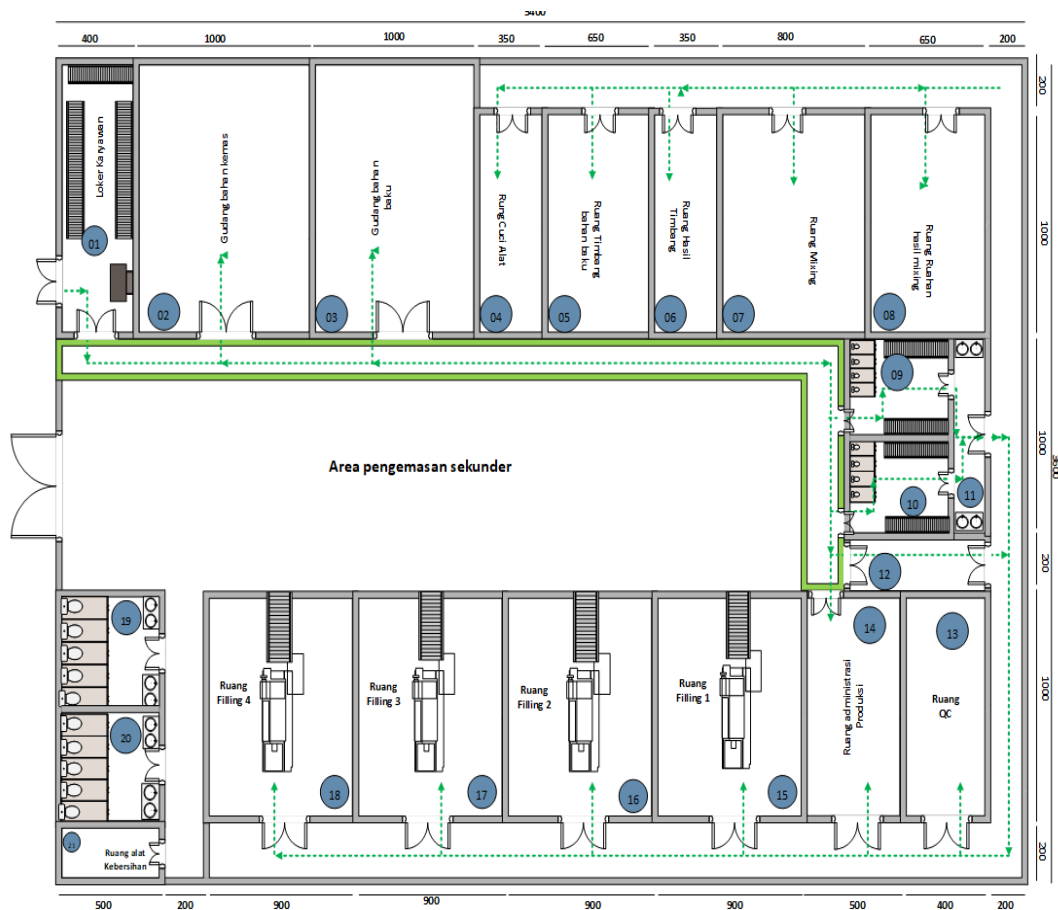 5400
400
1000
1000
350
650
350
800
650
200
200
1000
1000
3600
200
1000
200
Loker Karyawan
01
Gudang bahan kemas
02
Gudang bahan
baku
03
Rung Cuci Alat
04
Ruang Timbang
bahan baku
05
Ruang Hasil
Timbang
06
Ruang Mixing
07
Ruang Ruahan
hasil mixing
08
09
10
11
12
Area pengemasan sekunder
19
20
21
Ruang alat
Kebersihan
Ruang
Filling 4
18
Ruang
Filling 3
17
Ruang
Filling 2
16
Ruang
Filling 1
15
14
Ruang administrasi
Produksi
13
Ruang
QC
500
200
900
900
900
900
500
400
200